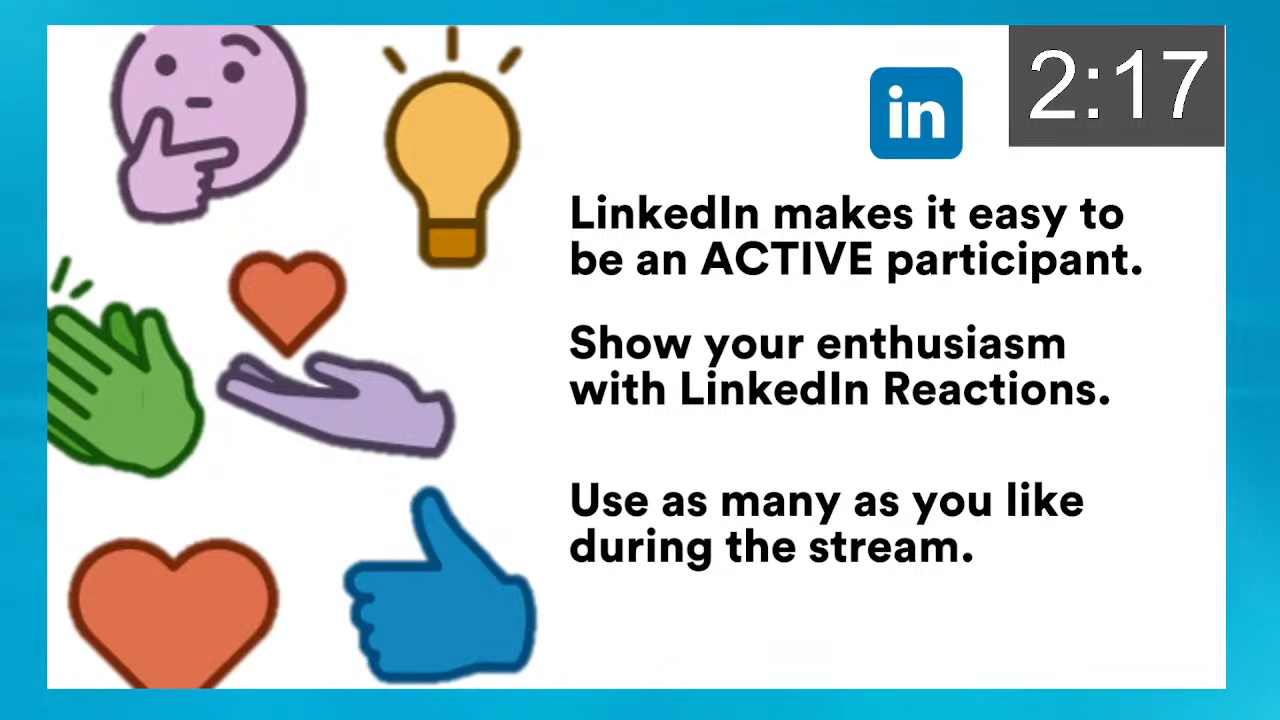 in
2:17
LinkedIn makes it easy to
be an ACTIVE participant.
Show your enthusiasm
with LinkedIn Reactions.
Use as many as you like
during the stream.